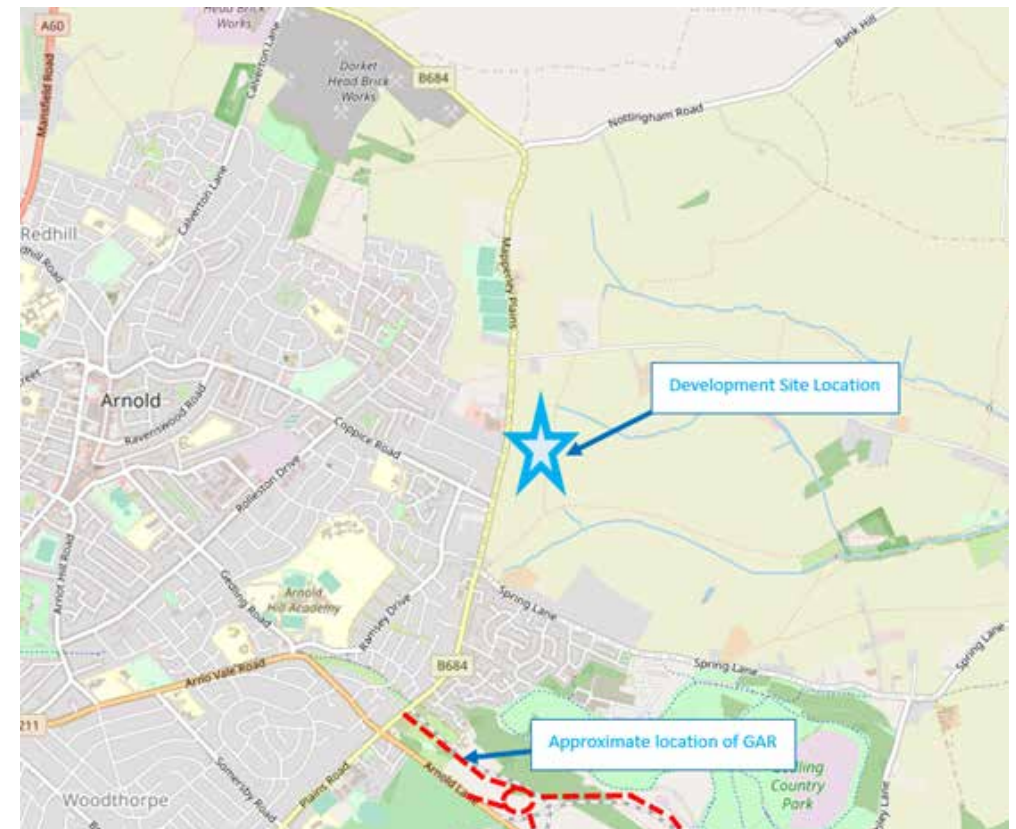 Head Brick
Works
A60
Mansfield Road
Calverton Lane
Dorket
Head Brick
Works
B684
Bank Hill
Nottingham Road
Redhill
Calverton Lane
Mapperley Plains
Development Site Location
Arnold
Ravenswood Road
Coppice Road
Rolleston Drive
Arnot Hill Road
Gedling Road
Arnold
Hill Academy
Ramsey Drive
Spring Lane
Spring Lane
Spring Lane
B684
Arno Vale Road
211
Approximate location of GAR
Plains Road
Arnold Lane
Somersby Road
Woodthorpe
Country
Park